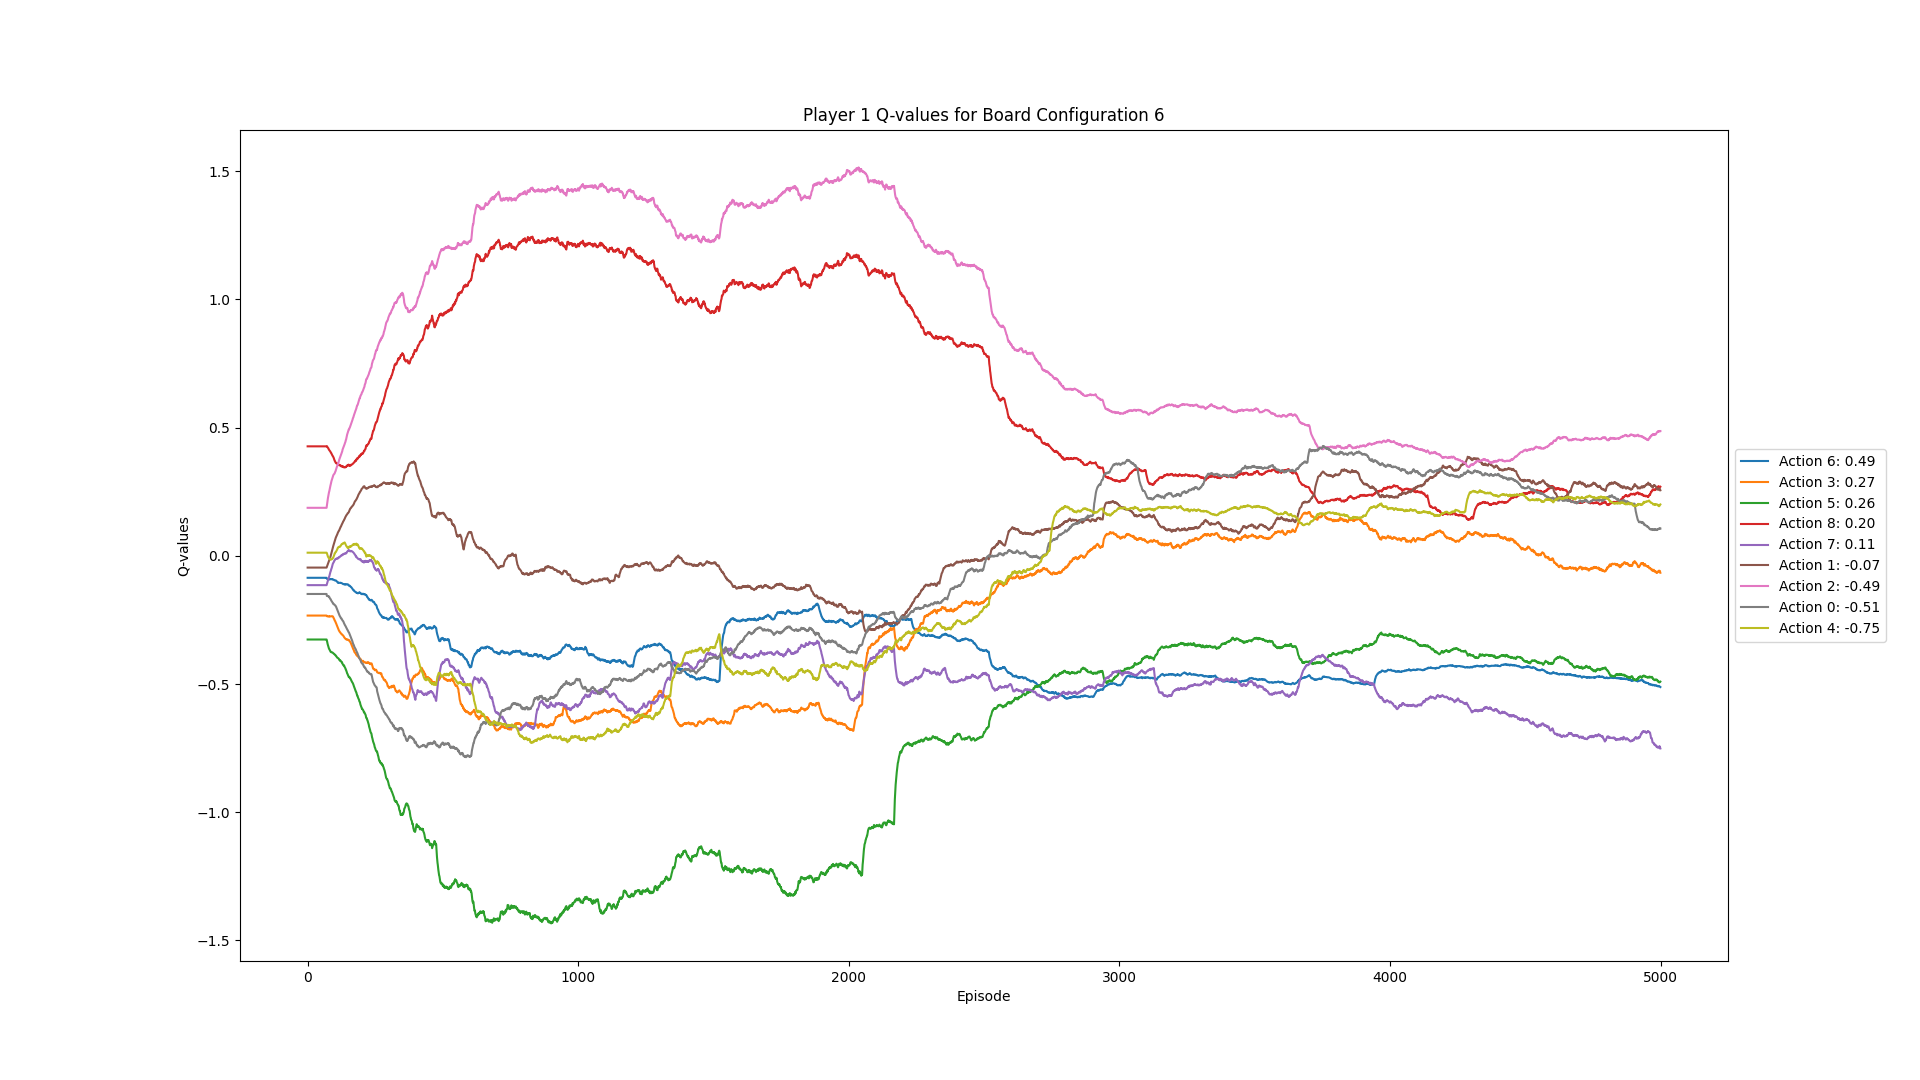 Player 1 Q-values for Board Configuration 6
1.5
1.0
0.5
0.0
−0.5
−1.0
−1.5
Q-values
0
1000
2000
3000
4000
5000
Episode
Action 6: 0.49
Action 3: 0.27
Action 5: 0.26
Action 8: 0.20
Action 7: 0.11
Action 1: -0.07
Action 2: -0.49
Action 0: -0.51
Action 4: -0.75